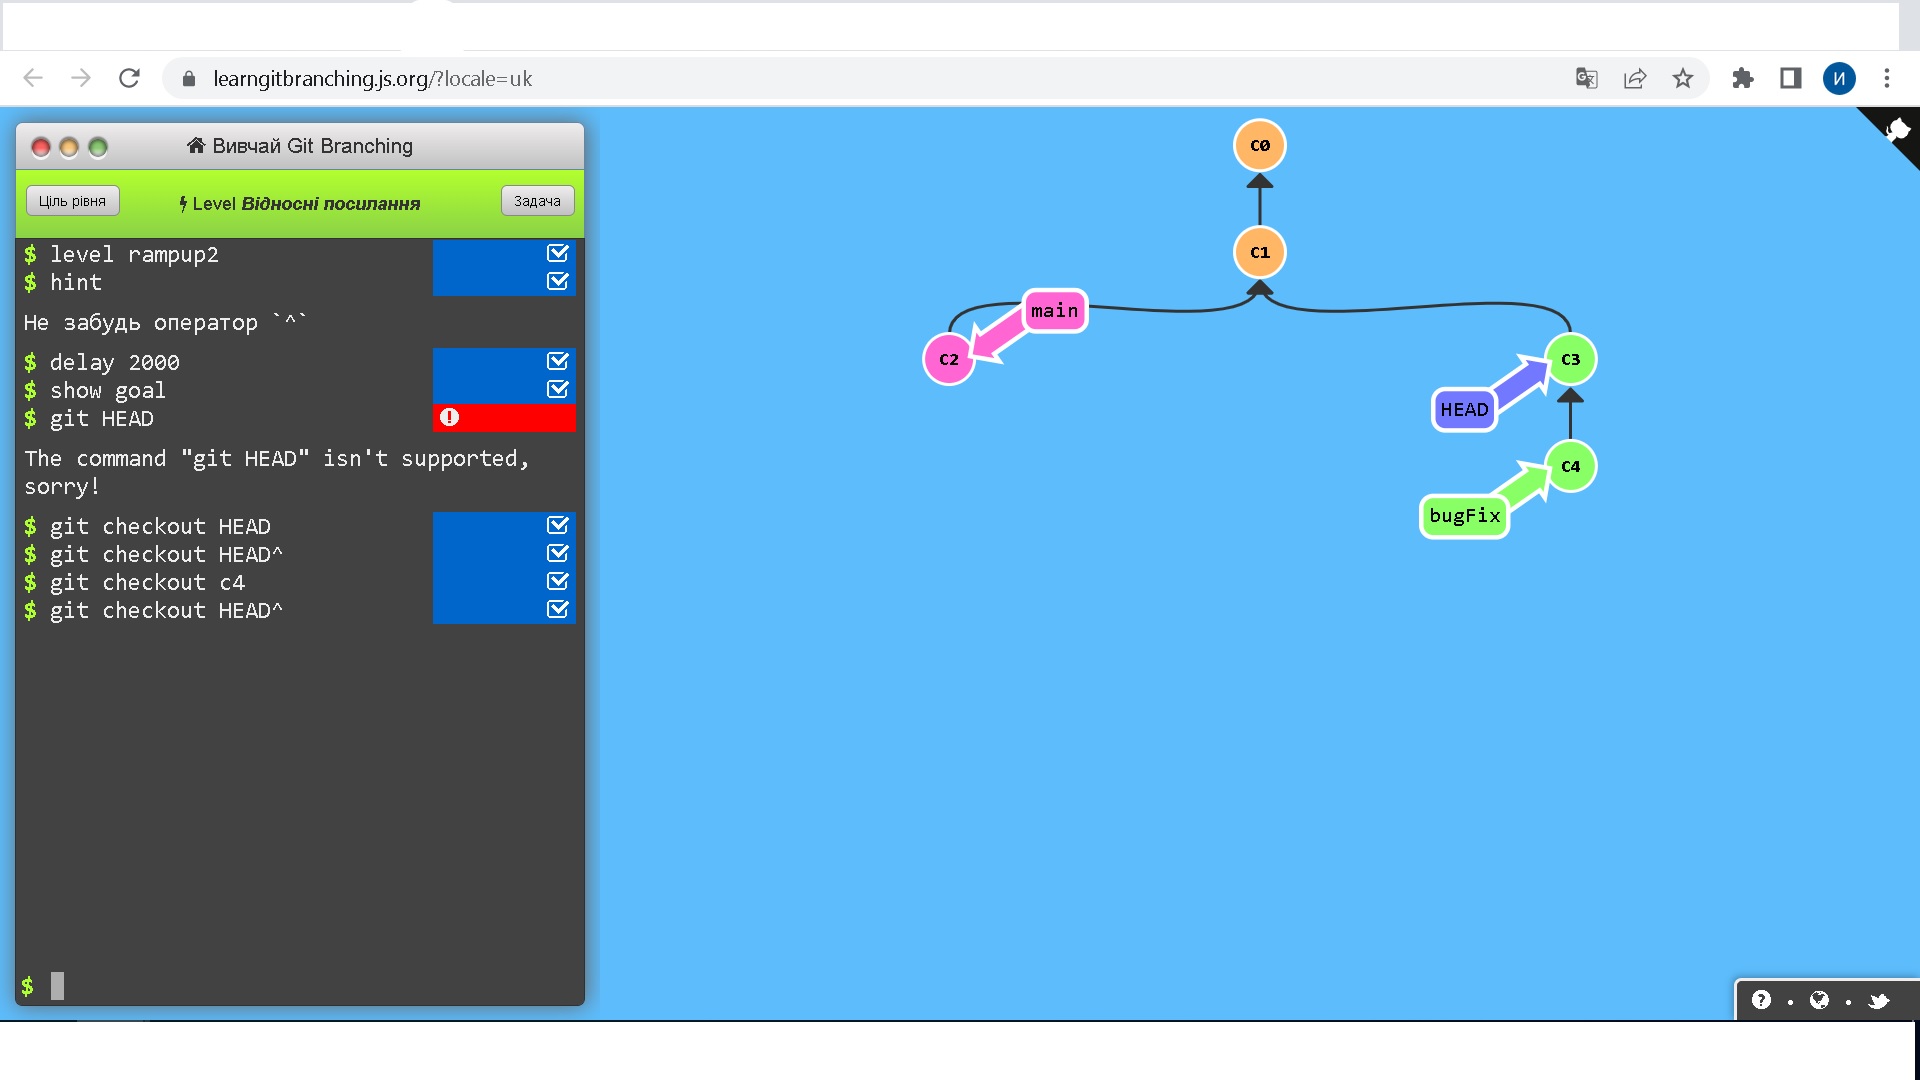 learngitbranching.js.org/?locale=uk
И
Вивчай Git Branching
Ціль рівня
Level Відносні посилання
Задача
$ level rampup2
$ hint
Не забудь оператор `^`
$ delay 2000
$ show goal
$ git HEAD
The command "git HEAD" isn't supported,
sorry!
$ git checkout HEAD
$ git checkout HEAD^
$ git checkout c4
$ git checkout HEAD^
$
C0
C1
main
C2
C3
HEAD
C4
bugFix